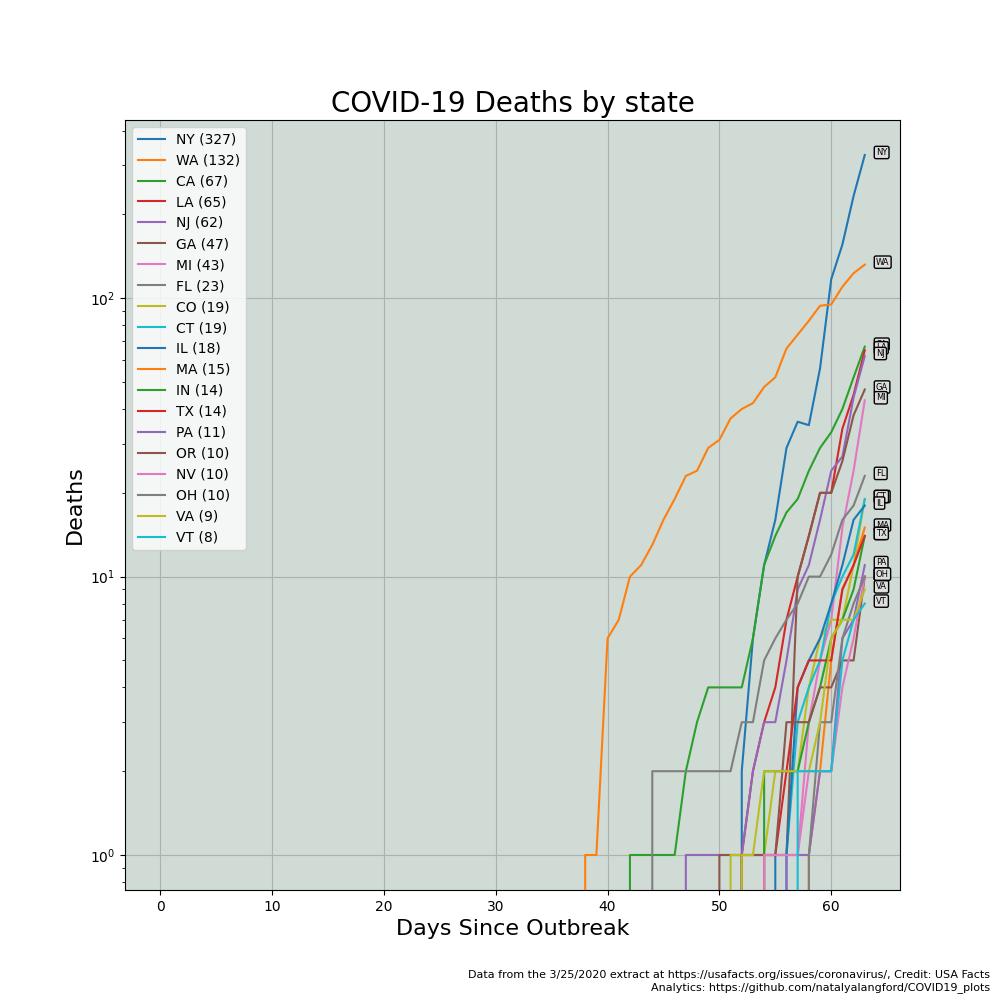 COVID-19 Deaths by state
NY (327)
WA (132)
CA (67)
LA (65)
NJ (62)
GA (47)
MI (43)
FL (23)
CO (19)
CT (19)
IL (18)
MA (15)
IN (14)
TX (14)
PA (11)
OR (10)
NV (10)
OH (10)
VA (9)
VT (8)
NY
WA
NJ
GA
MI
FL
CT
IL
MA
TX
PA
OH
VA
VT
10²
10¹
10⁰
Deaths
0 10 20 30 40 50 60
Days Since Outbreak
Data from the 3/25/2020 extract at https://usafacts.org/issues/coronavirus/, Credit: USA Facts
Analytics: https://github.com/natalyalangford/COVID19_plots